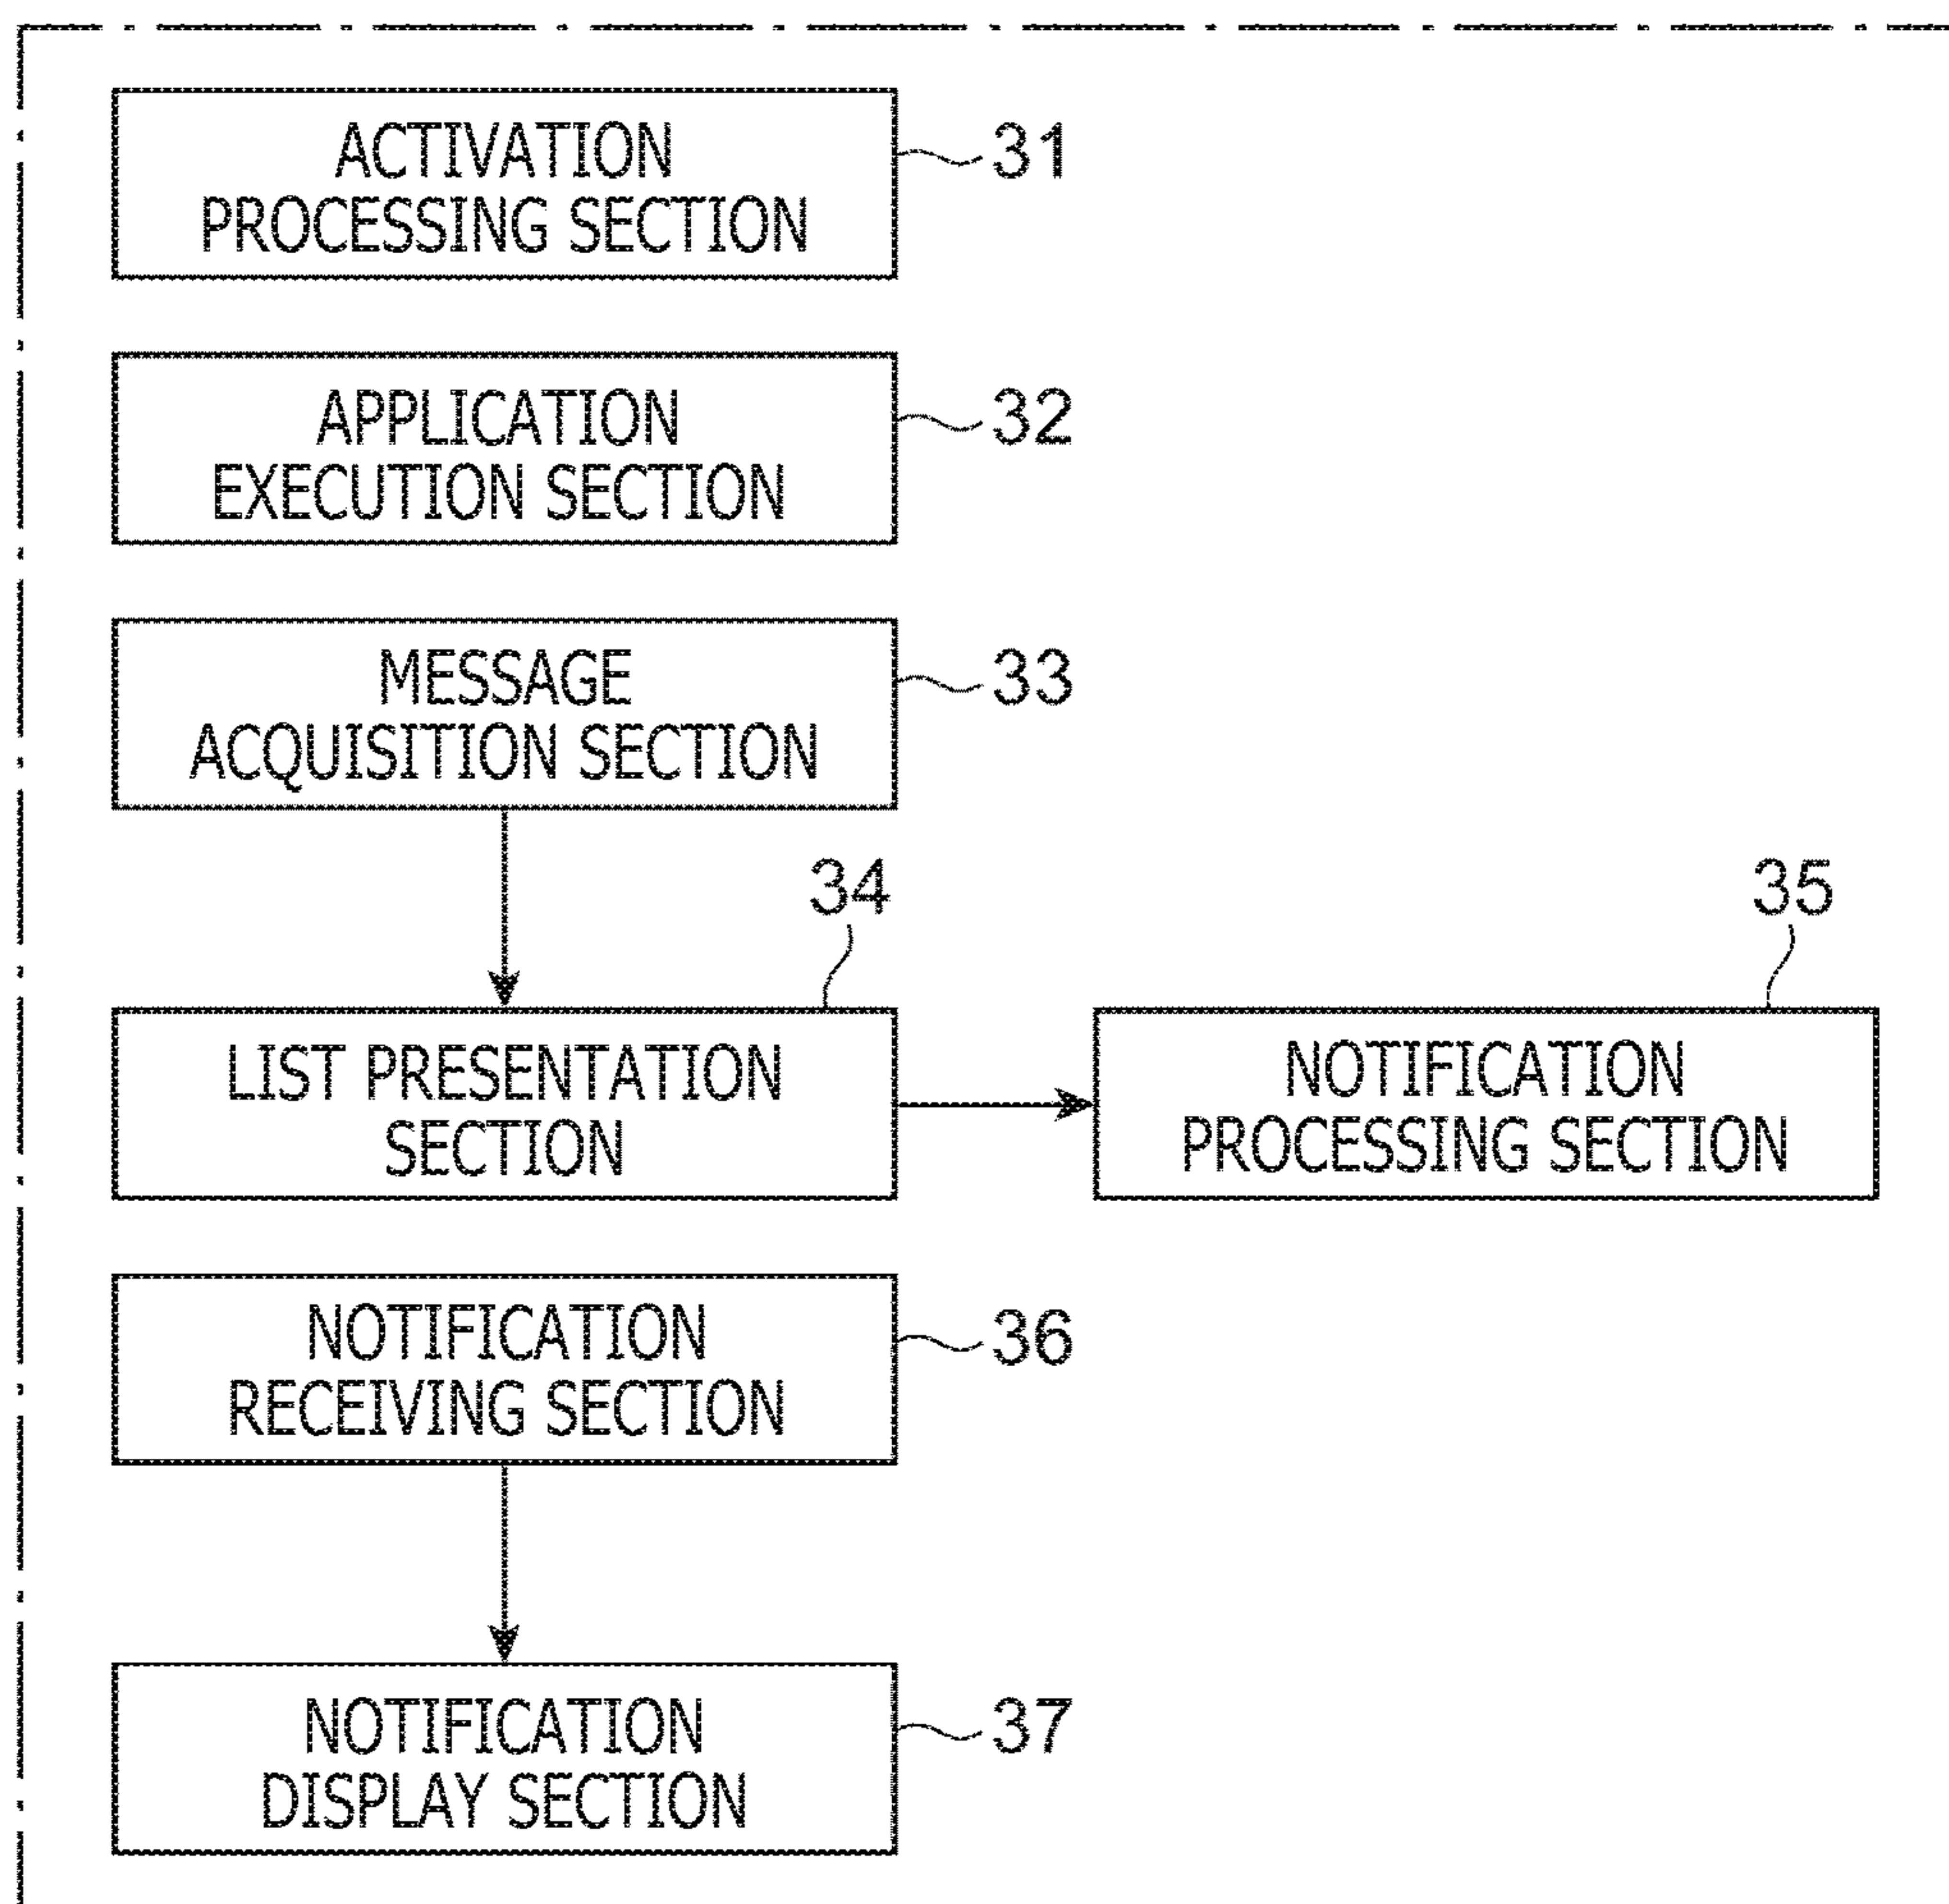 ACTIVATION
PROCESSING SECTION
31
APPLICATION
EXECUTION SECTION
32
MESSAGE
ACQUISITION SECTION
33
34
35
LIST PRESENTATION
SECTION
NOTIFICATION
PROCESSING SECTION
NOTIFICATION
RECEIVING SECTION
36
NOTIFICATION
DISPLAY SECTION
37